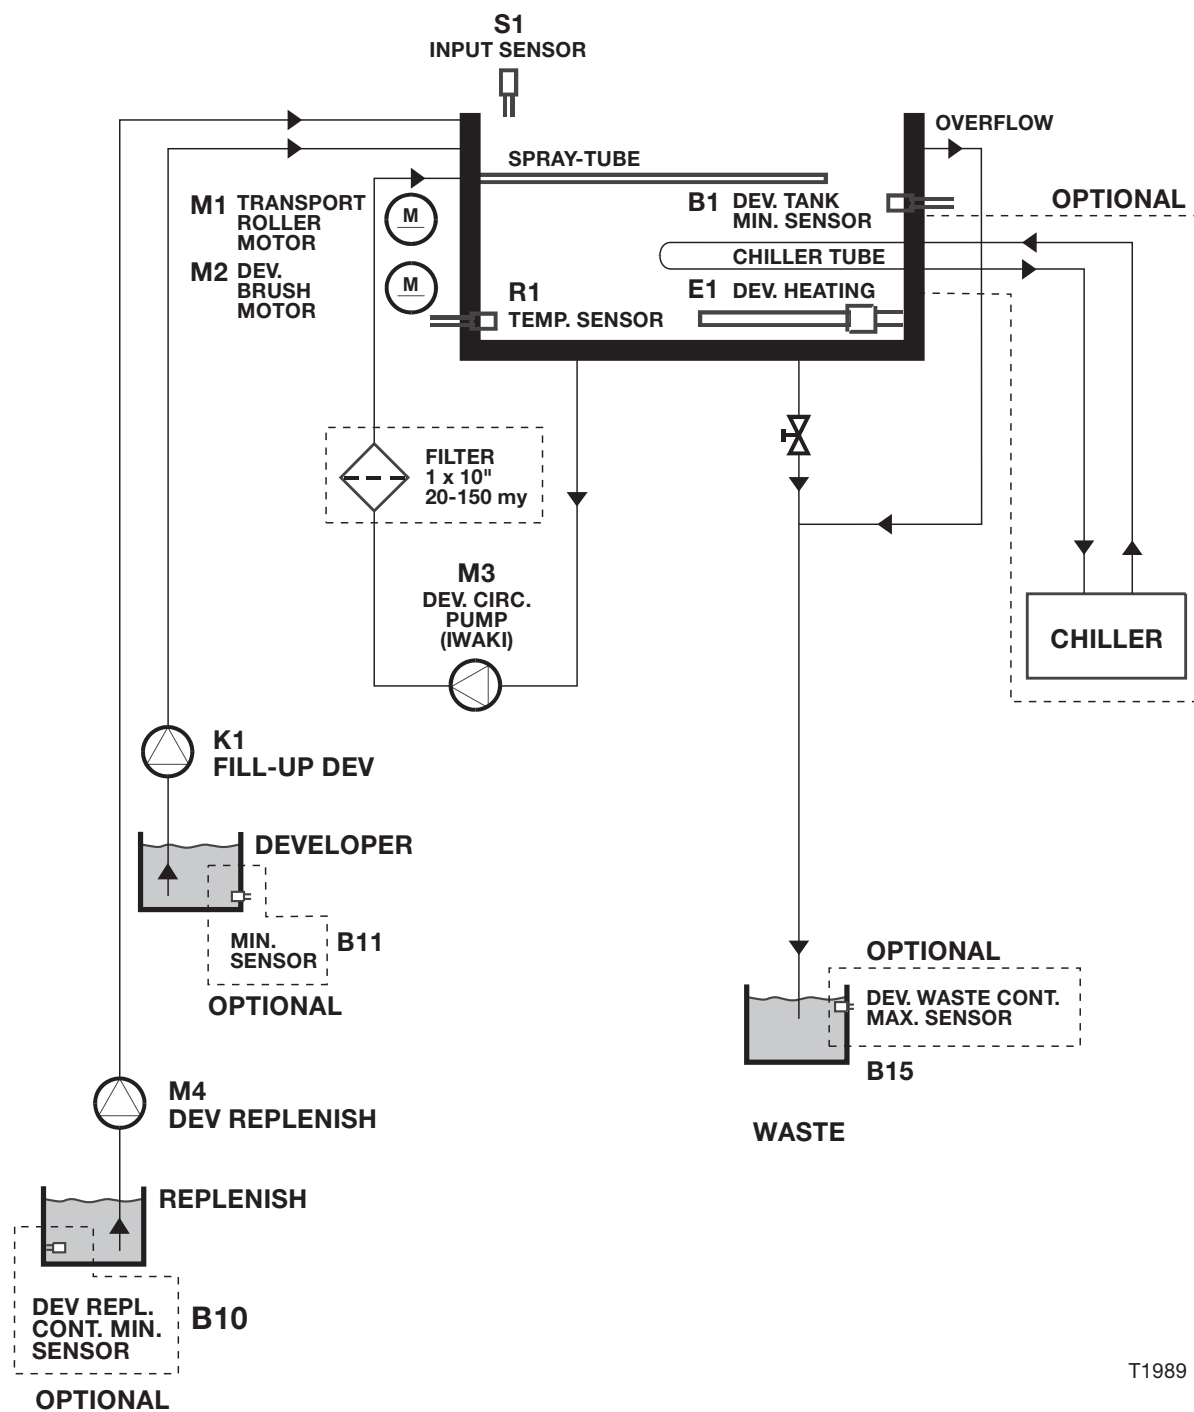 S1
INPUT SENSOR
OVERFLOW
SPRAY-TUBE
M1 TRANSPORT
ROLLER
MOTOR
M
B1 DEV. TANK
MIN. SENSOR
OPTIONAL
M2 DEV.
BRUSH
MOTOR
M
CHILLER TUBE
R1
TEMP. SENSOR
E1 DEV. HEATING
FILTER
1 x 10"
20-150 my
M3
DEV. CIRC.
PUMP
(IWAKI)
CHILLER
K1
FILL-UP DEV
DEVELOPER
MIN.
SENSOR
B11
OPTIONAL
OPTIONAL
DEV. WASTE CONT.
MAX. SENSOR
B15
WASTE
M4
DEV REPLENISH
REPLENISH
DEV REPL.
CONT. MIN.
SENSOR
B10
OPTIONAL
T1989